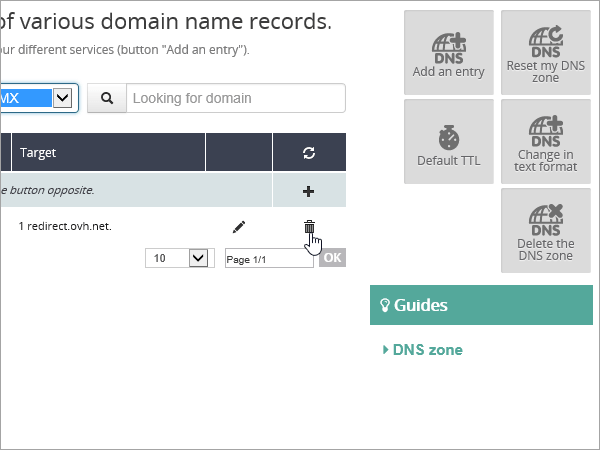 of various domain name records.
our different services (button "Add an entry").
MX
Looking for domain
Target
e button opposite.
1 redirect.ovh.net.
10
Page 1/1
OK
DNS
Add an entry
DNS
Reset my DNS
zone
Default TTL
DNS
Change in
text format
DNS
Delete the
DNS zone
Guides
DNS zone